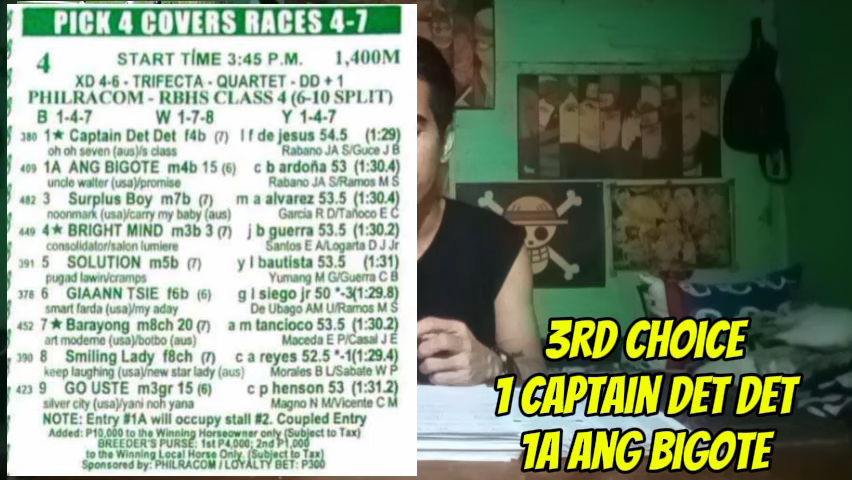 PICK 4 COVERS RACES 4-7
4 START TIME 3:45 P.M. 1,400M
XD 4-6 - TRIFECTA - QUARTET - DD + 1
PHILRACOM - RBHS CLASS 4 (6-10 SPLIT)
B 1-4-7 W 1-7-8 Y 1-4-7
380 1★ Captain Det Det f4b (7) l f de jesus 54.5 (1:29)
oh oh seven (aus)/s class Rabano JA S/Guce J B
409 1A ANG BIGOTE m4b 15 (6) c b ardoña 53 (1:30.4)
uncle walter (usa)/promise Rabano JA S/Ramos M S
482 3 Surplus Boy m7b (7) m a alvarez 53.5 (1:30.4)
noonmark (usa)/carry my baby (aus) Garcia R D/Tañoco E C
449 4★ BRIGHT MIND m3b 3 (7) j b guerra 53.5 (1:30.2)
consolidator/salon lumiere Santos E A/Logarta D J Jr
391 5 SOLUTION m5b (7) y l bautista 53.5 (1:31)
pugad lawin/cramps Yumang M G/Guerra C B
378 6 GIAANN TSIE f6b (6) g l siego jr 50 *-3(1:29.8)
smart farda (usa)/my aday De Ubago AM U/Ramos M S
452 7★ Barayong m8ch 20 (7) a m tancioco 53.5 (1:30.2)
art moderne (usa)/botbo (aus) Maceda E P/Casal J E
390 8 Smiling Lady f8ch (7) c a reyes 52.5 *-1(1:29.4)
keep laughing (usa)/new star lady (aus) Morales B L/Sabate W P
423 9 GO USTE m3gr 15 (6) c p henson 53 (1:31.2)
silver city (usa)/yani noh yana Magno N M/Vicente C M
NOTE: Entry #1A will occupy stall #2. Coupled Entry
Added: P10,000 to the Winning Horseowner only (Subject to Tax)
BREEDER'S PURSE: 1st P4,000; 2nd P1,000
to the Winning Local Horse Only. (Subject to Tax)
Sponsored by: PHILRACOM / LOYALTY BET: P300
3RD CHOICE
1 CAPTAIN DET DET
1A ANG BIGOTE